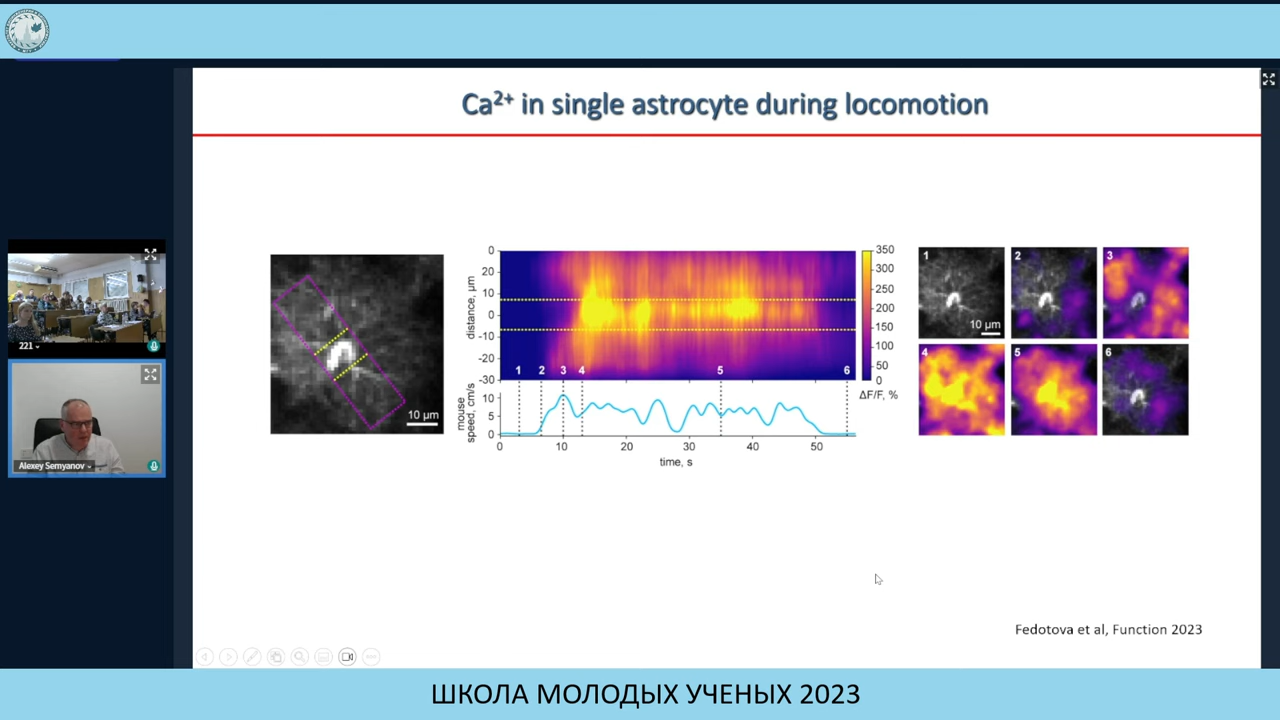 Ca²⁺ in single astrocyte during locomotion
10 µm
distance, µm
0
20
10
0
-10
-20
-30
1 2 3 4 5 6
350
300
250
200
150
100
50
0
ΔF/F, %
mouse
speed, cm/s
10
5
0
0 10 20 30 40 50
time, s
1 2 3
10 µm
4 5 6
221
Alexey Semyanov
Fedotova et al, Function 2023
ШКОЛА МОЛОДЫХ УЧЕНЫХ 2023